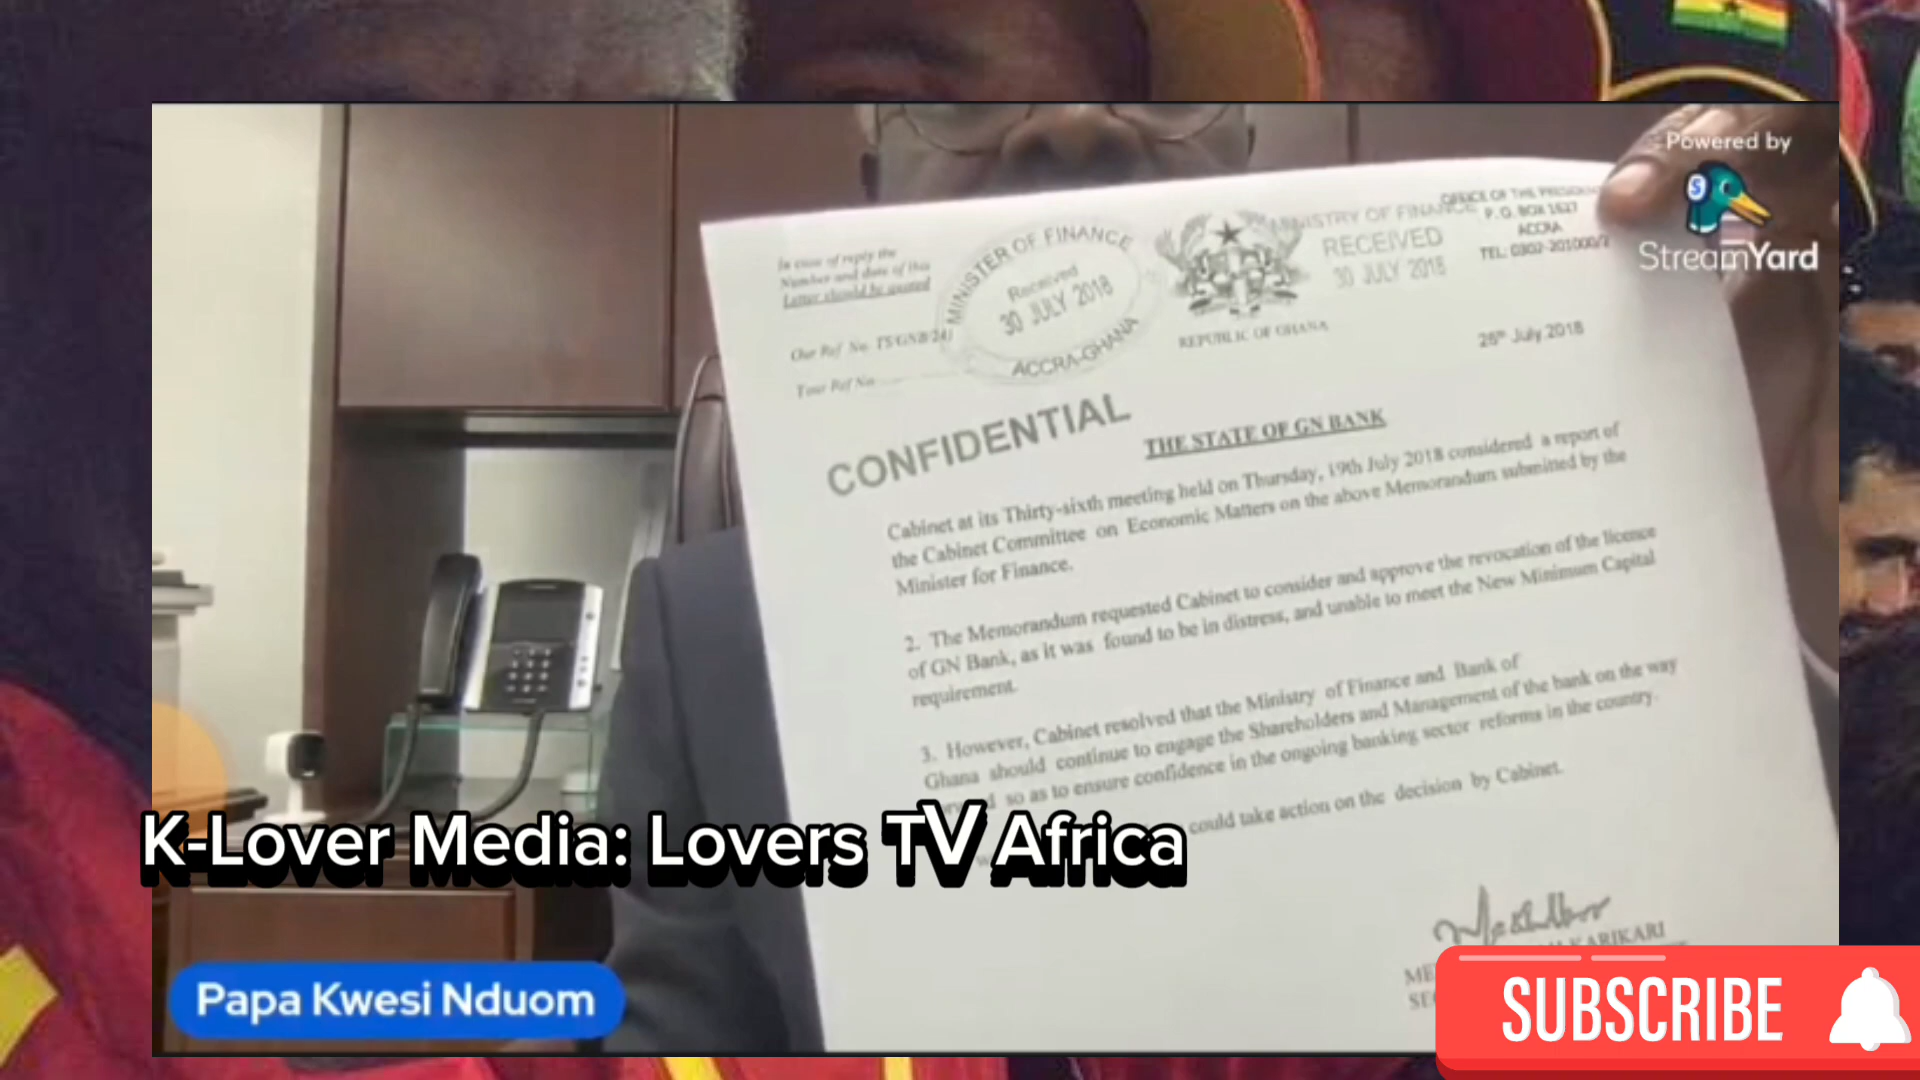 Powered by
StreamYard
In case of reply the
Number and date of this
Letter should be quoted
Our Ref No. TS/GNB/241
Your Ref No
MINISTER OF FINANCE
Received
30 JULY 2018
ACCRA-GHANA
REPUBLIC OF GHANA
MINISTRY OF FINANCE
RECEIVED
30 JULY 2018
OFFICE OF THE PRESIDENT
P.O. BOX 1627
ACCRA
TEL: 0302-201000/2
July 2018
CONFIDENTIAL
THE STATE OF GN BANK
Cabinet at its Thirty-sixth meeting held on Thursday, 19th July 2018 considered a report of
the Cabinet Committee on Economic Matters on the above Memorandum submitted by the
Minister for Finance.
2. The Memorandum requested Cabinet to consider and approve the revocation of the licence
of GN Bank, as it was found to be in distress, and unable to meet the New Minimum Capital
requirement.
3. However, Cabinet resolved that the Ministry of Finance and Bank of
Ghana should continue to engage the Shareholders and Management of the bank on the way
so as to ensure confidence in the ongoing banking sector reforms in the country.
could take action on the decision by Cabinet.
KARIKARI
K-Lover Media: Lovers TV Africa
Papa Kwesi Nduom
SUBSCRIBE